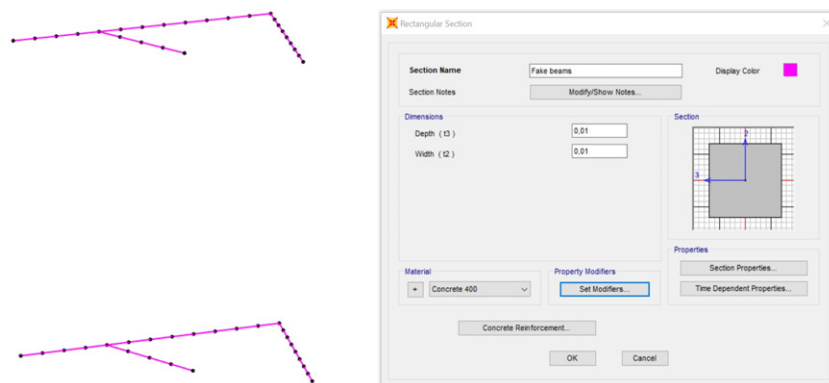 Rectangular Section
Section Name
Fake beams
Display Color
Section Notes
Modify/Show Notes...
Dimensions
Depth ( t3 )
0,01
Width ( t2 )
0,01
Section
2
3
Properties
Section Properties...
Time Dependent Properties...
Material
+
Concrete 400
Property Modifiers
Set Modifiers...
Concrete Reinforcement...
OK
Cancel